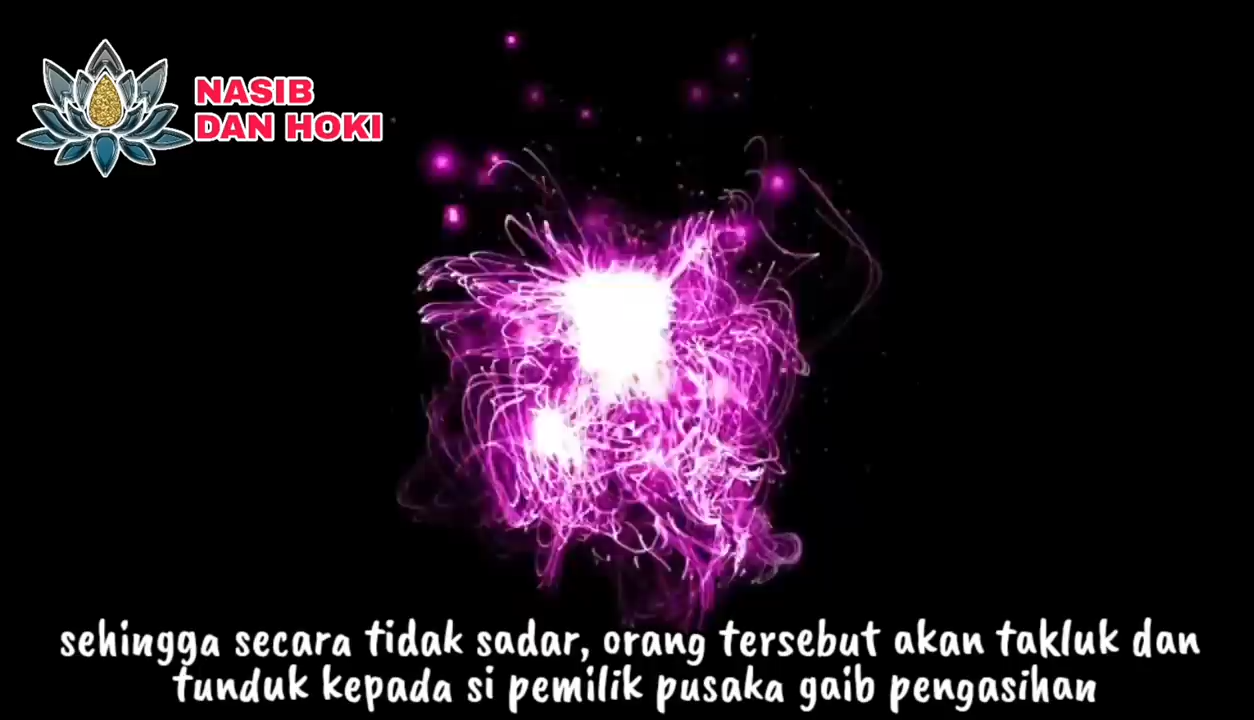 NASIB
DAN HOKI
sehingga secara tidak sadar, orang tersebut akan takluk dan
tunduk kepada si pemilik pusaka gaib pengasihan